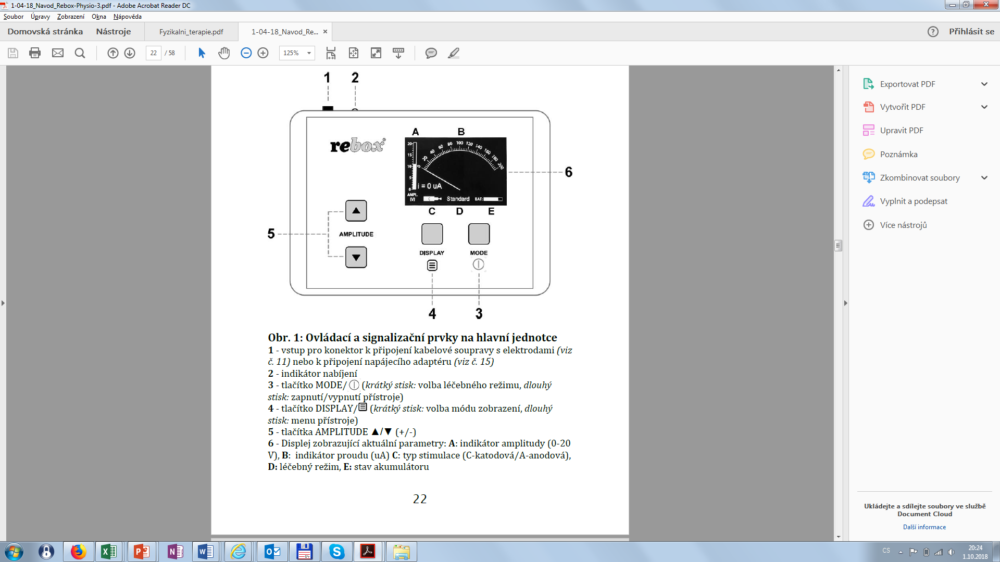 1-04-18_Navod_Rebox-Physio-3.pdf - Adobe Acrobat Reader DC
Soubor Úpravy Zobrazení Okna Nápověda
Domovská stránka Nástroje Fyzikalni_terapie.pdf 1-04-18_Navod_Re... × ? Přihlásit se
22 / 58 125%
1 2
A B
rebox®
20 15 10 5 0
0 20 40 60 80 100 120 140 160 180 200
i = 0 uA
AMPL. [V] C Standard BAT:
6
C D E
5
AMPLITUDE
DISPLAY MODE
4 3
Obr. 1: Ovládací a signalizační prvky na hlavní jednotce
1 - vstup pro konektor k připojení kabelové soupravy s elektrodami (viz
č. 11) nebo k připojení napájecího adaptéru (viz č. 15)
2 - indikátor nabíjení
3 - tlačítko MODE/ (krátký stisk: volba léčebného režimu, dlouhý
stisk: zapnutí/vypnutí přístroje)
4 - tlačítko DISPLAY/ (krátký stisk: volba módu zobrazení, dlouhý
stisk: menu přístroje)
5 - tlačítka AMPLITUDE ▲/▼ (+/-)
6 - Displej zobrazující aktuální parametry: A: indikátor amplitudy (0-20
V), B: indikátor proudu (uA) C: typ stimulace (C-katodová/A-anodová),
D: léčebný režim, E: stav akumulátoru
22
Exportovat PDF
Vytvořit PDF
Upravit PDF
Poznámka
Zkombinovat soubory
Vyplnit a podepsat
Více nástrojů
Ukládejte a sdílejte soubory ve službě
Document Cloud
Další informace
CS
20:24
1.10.2018